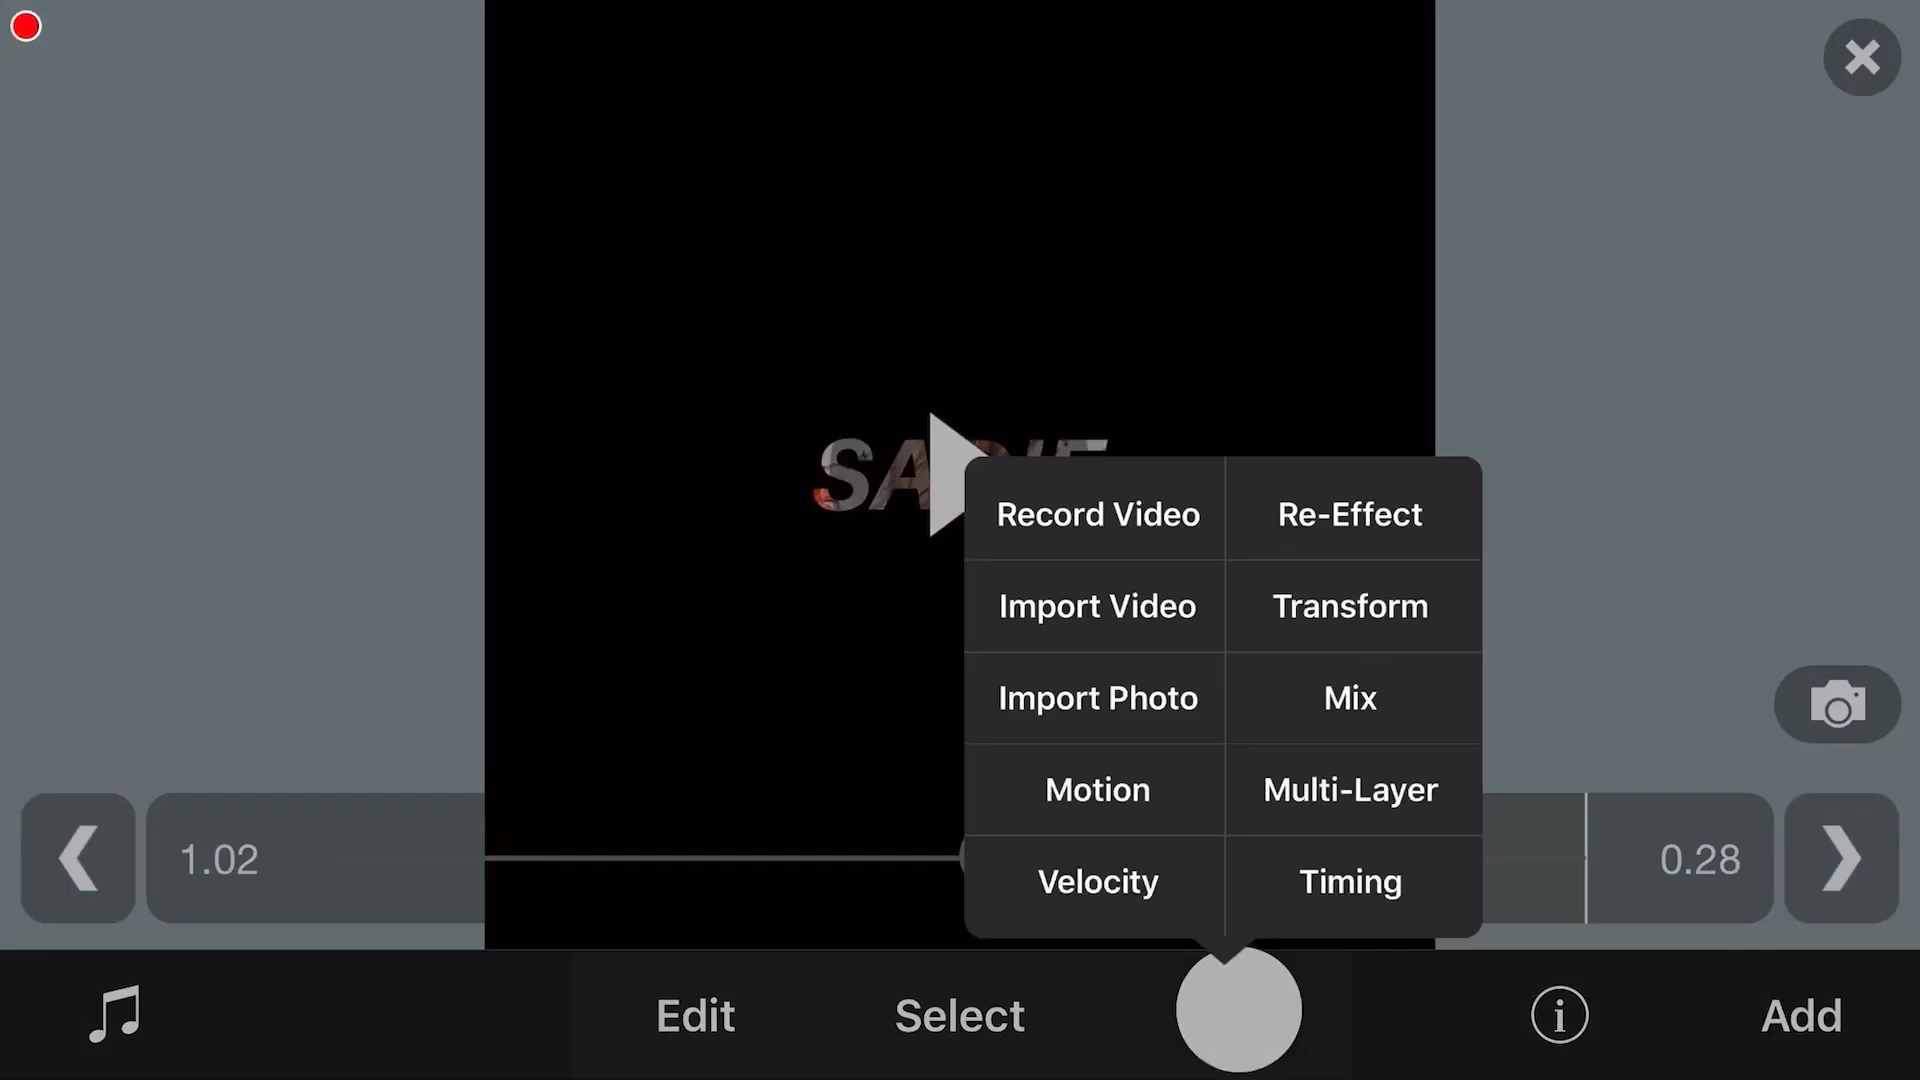 Record Video
Re-Effect
Import Video
Transform
Import Photo
Mix
Motion
Multi-Layer
Velocity
Timing
1.02
0.28
Edit
Select
Add